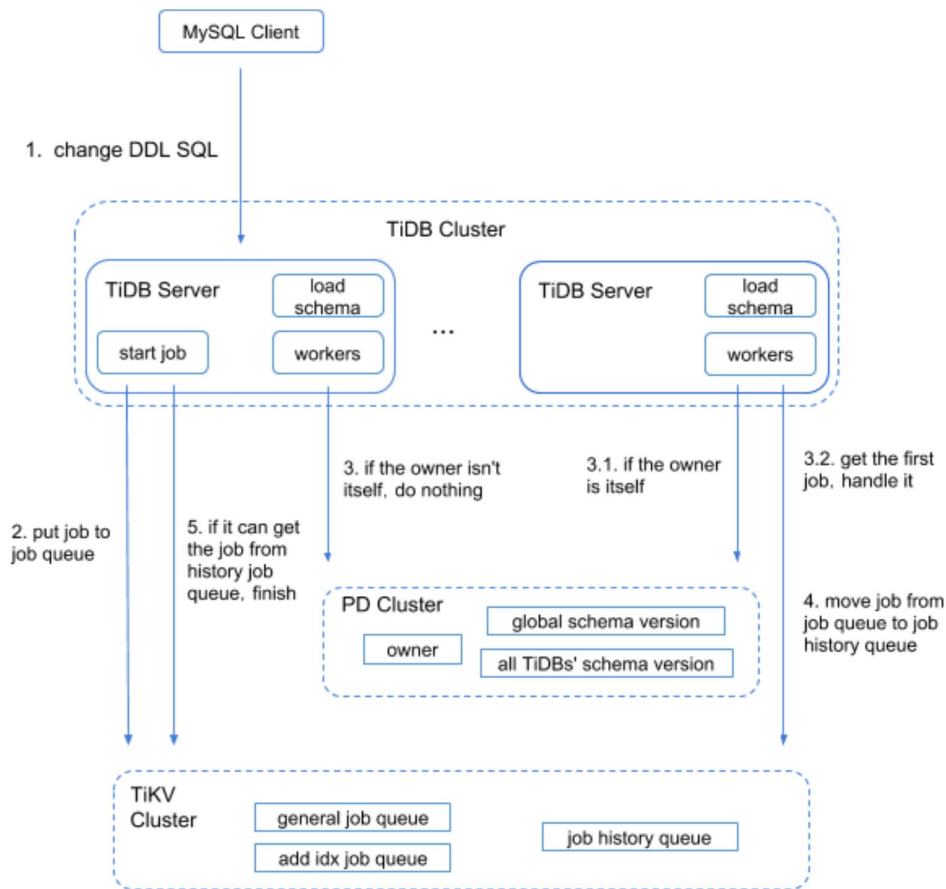 MySQL Client
1. change DDL SQL
TiDB Cluster
TiDB Server
load
schema
start job
workers
...
TiDB Server
load
schema
workers
2. put job to
job queue
5. if it can get
the job from
history job
queue, finish
3. if the owner isn't
itself, do nothing
3.1. if the owner
is itself
3.2. get the first
job, handle it
4. move job from
job queue to job
history queue
PD Cluster
owner
global schema version
all TiDBs' schema version
TiKV
Cluster
general job queue
add idx job queue
job history queue